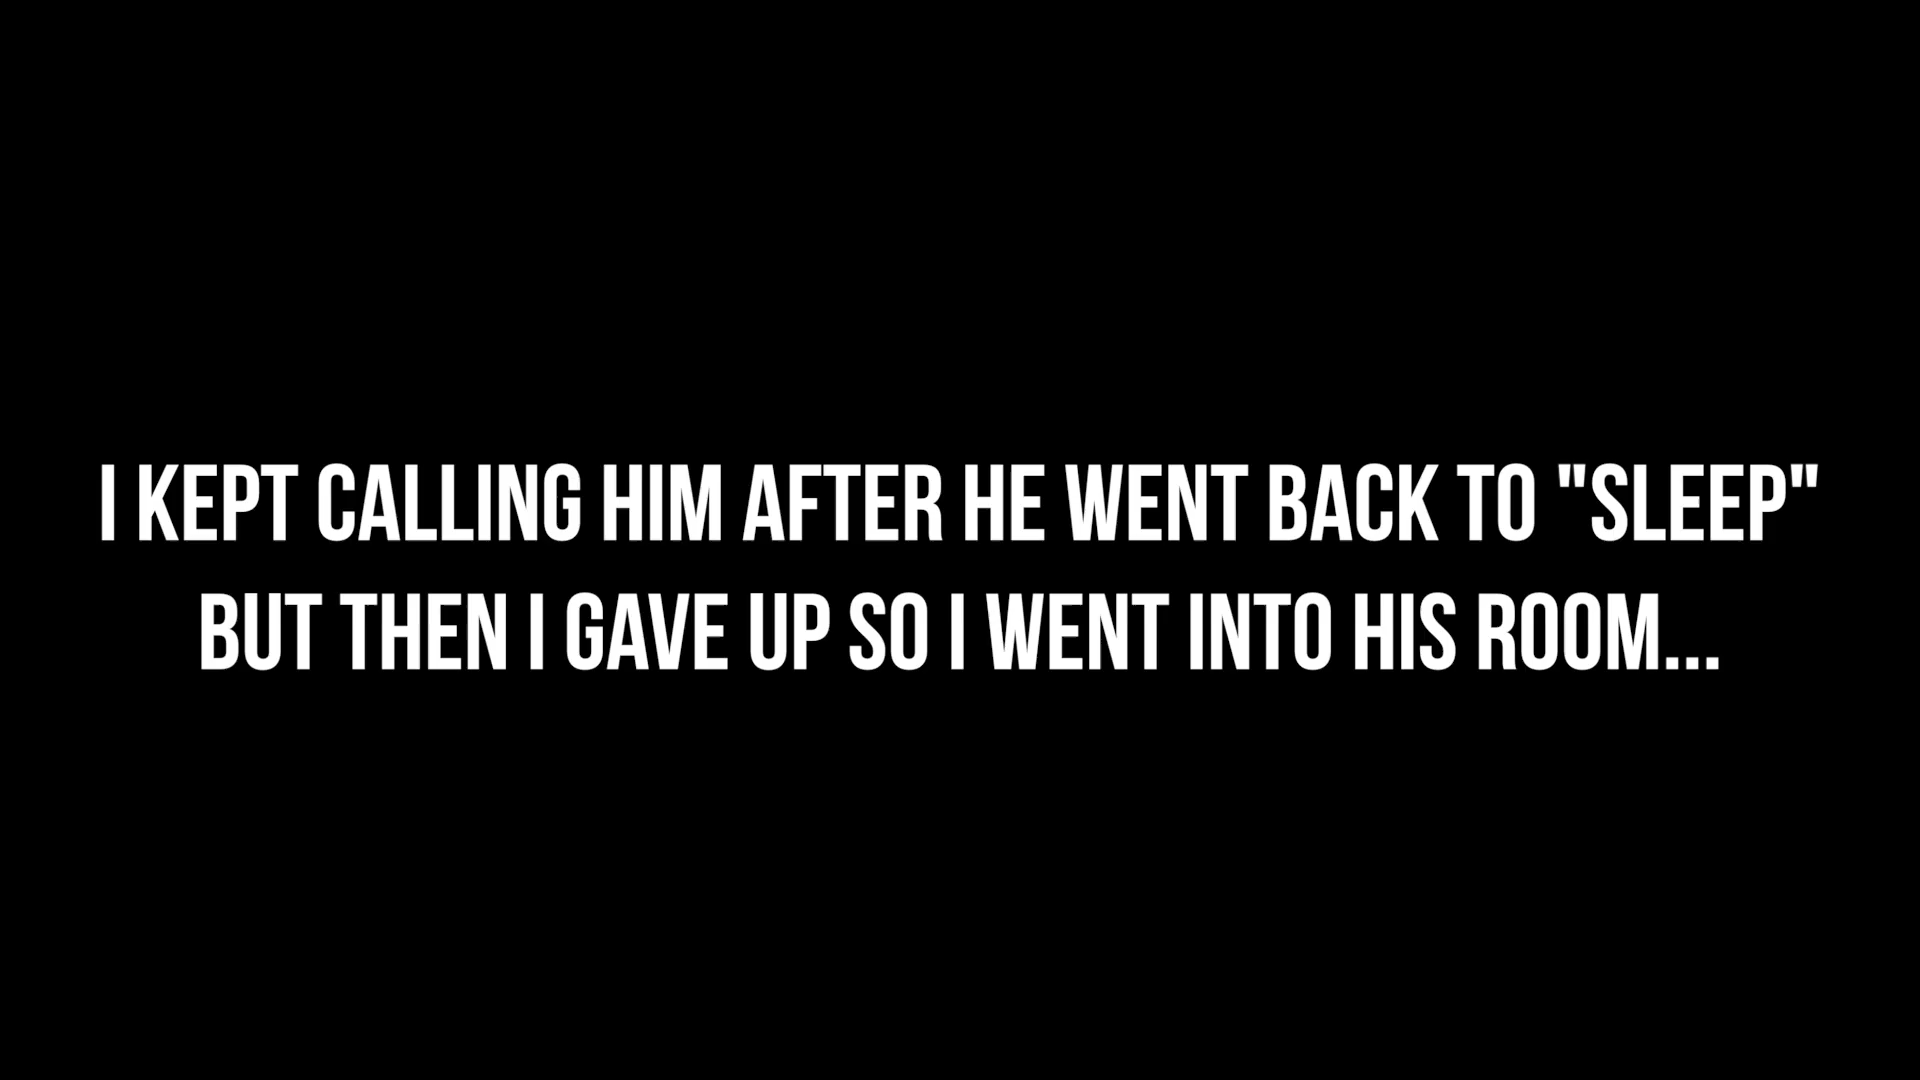 I KEPT CALLING HIM AFTER HE WENT BACK TO "SLEEP"
BUT THEN I GAVE UP SO I WENT INTO HIS ROOM...